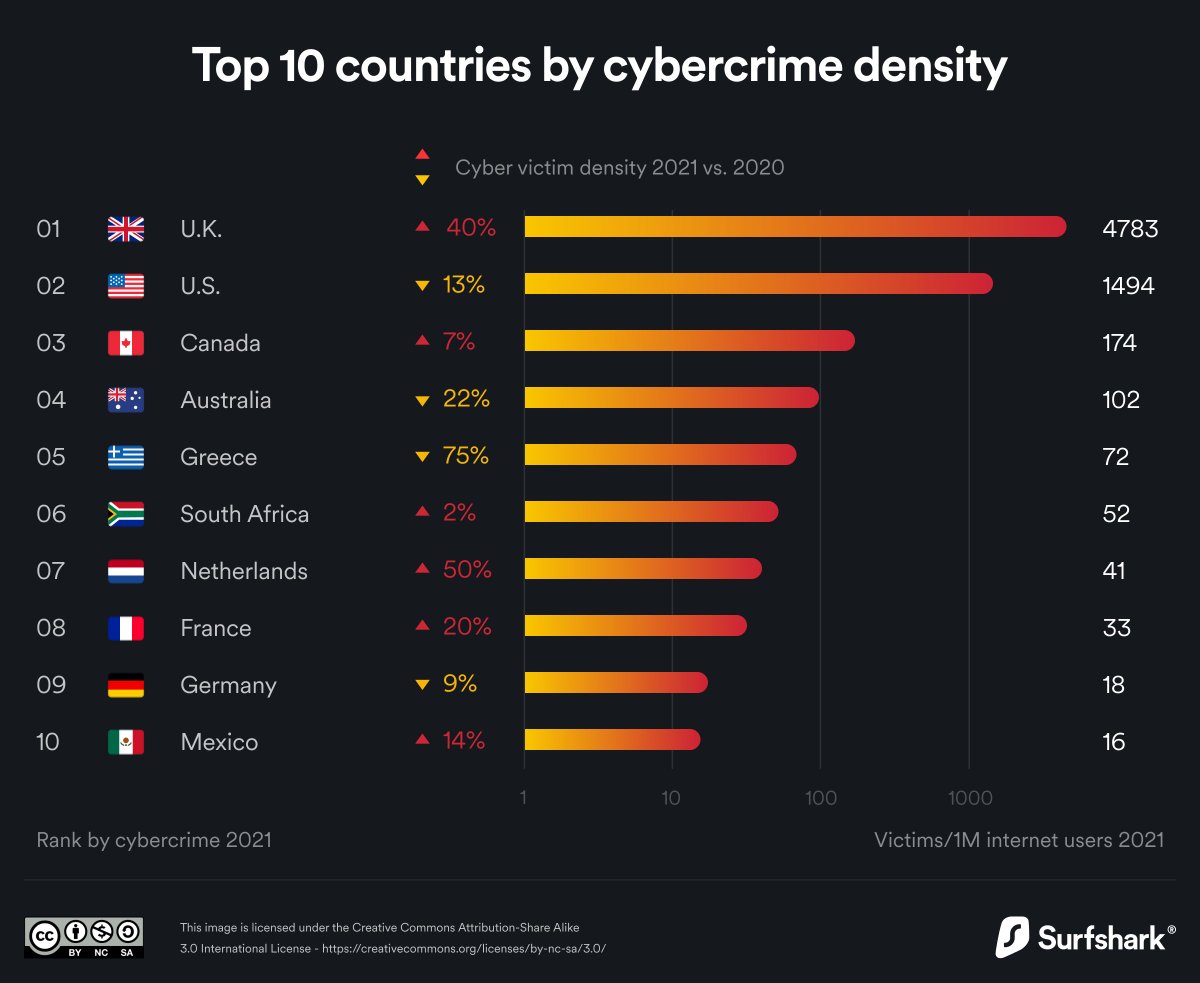 Top 10 countries by cybercrime density
Cyber victim density 2021 vs. 2020
01 U.K. 40% 4783
02 U.S. 13% 1494
03 Canada 7% 174
04 Australia 22% 102
05 Greece 75% 72
06 South Africa 2% 52
07 Netherlands 50% 41
08 France 20% 33
09 Germany 9% 18
10 Mexico 14% 16
1 10 100 1000
Rank by cybercrime 2021 Victims/1M internet users 2021
cc BY NC SA
This image is licensed under the Creative Commons Attribution-Share Alike
3.0 International License - https://creativecommons.org/licenses/by-nc-sa/3.0/
Surfshark®